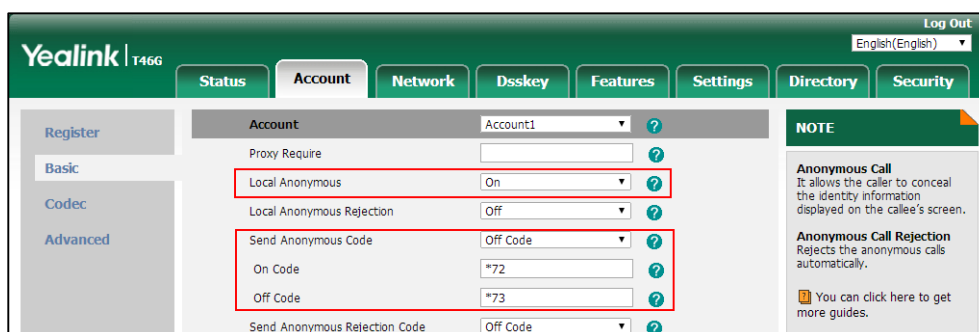 Log Out
Yealink T46G
English(English)
Status Account Network Dsskey Features Settings Directory Security
Register
Basic
Codec
Advanced
Account Account1
Proxy Require
Local Anonymous On
Local Anonymous Rejection Off
Send Anonymous Code Off Code
On Code *72
Off Code *73
Send Anonymous Rejection Code Off Code
NOTE
Anonymous Call
It allows the caller to conceal
the identity information
displayed on the callee's screen.
Anonymous Call Rejection
Rejects the anonymous calls
automatically.
You can click here to get
more guides.